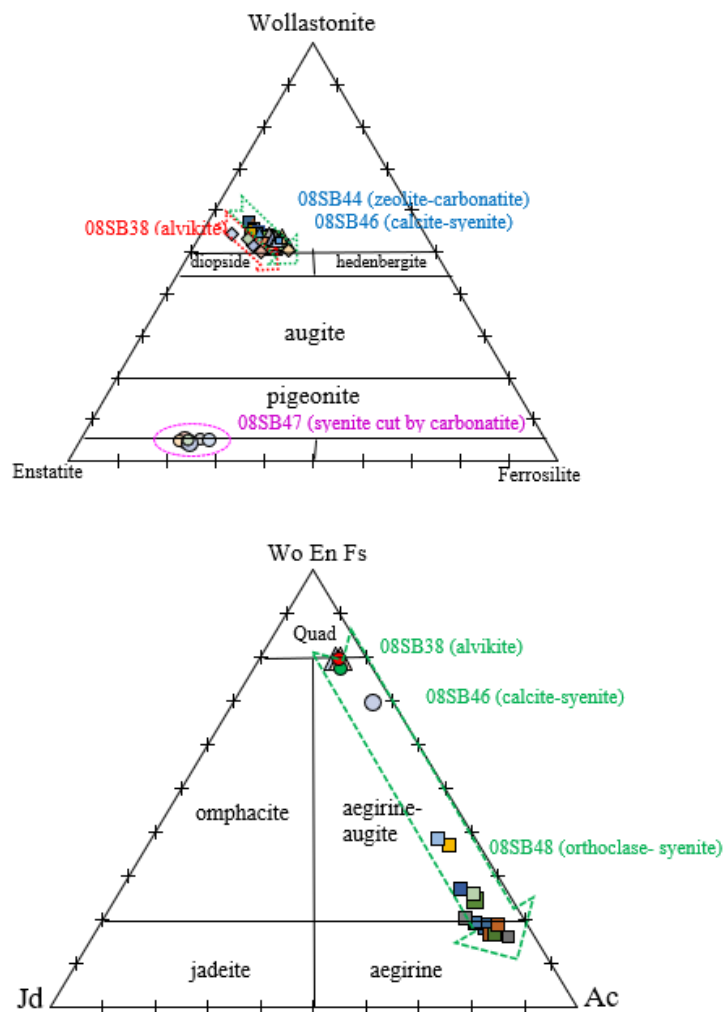 Wollastonite
08SB44 (zeolite-carbonatite)
08SB38 (alvikite)
08SB46 (calcite-syenite)
diopside
hedenbergite
augite
pigeonite
08SB47 (syenite cut by carbonatite)
Enstatite
Ferrosilite
Wo En Fs
Quad
08SB38 (alvikite)
08SB46 (calcite-syenite)
omphacite
aegirine-
augite
08SB48 (orthoclase- syenite)
jadeite
aegirine
Jd
Ac